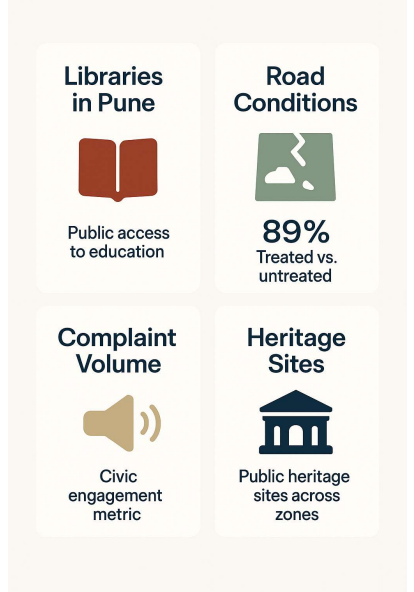 Libraries
in Pune
Public access
to education
Road
Conditions
89%
Treated vs.
untreated
Complaint
Volume
Civic
engagement
metric
Heritage
Sites
Public heritage
sites across
zones